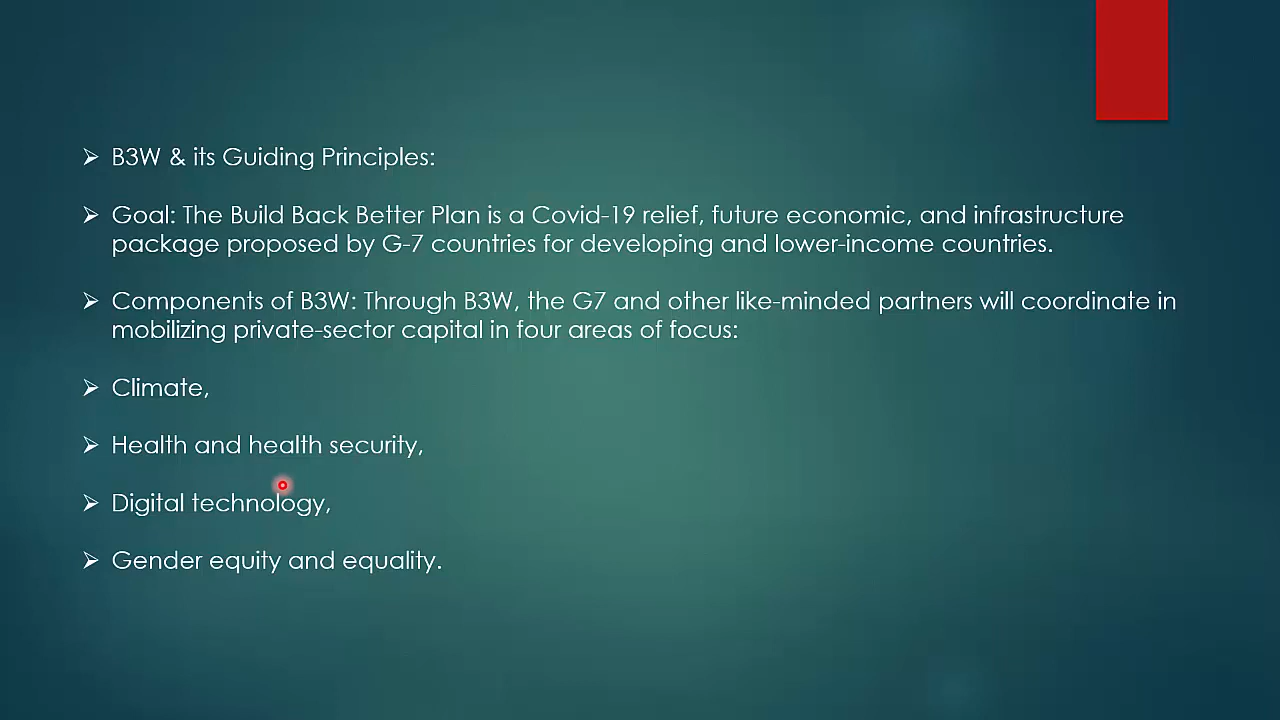 B3W & its Guiding Principles:
Goal: The Build Back Better Plan is a Covid-19 relief, future economic, and infrastructure
package proposed by G-7 countries for developing and lower-income countries.
Components of B3W: Through B3W, the G7 and other like-minded partners will coordinate in
mobilizing private-sector capital in four areas of focus:
Climate,
Health and health security,
Digital technology,
Gender equity and equality.